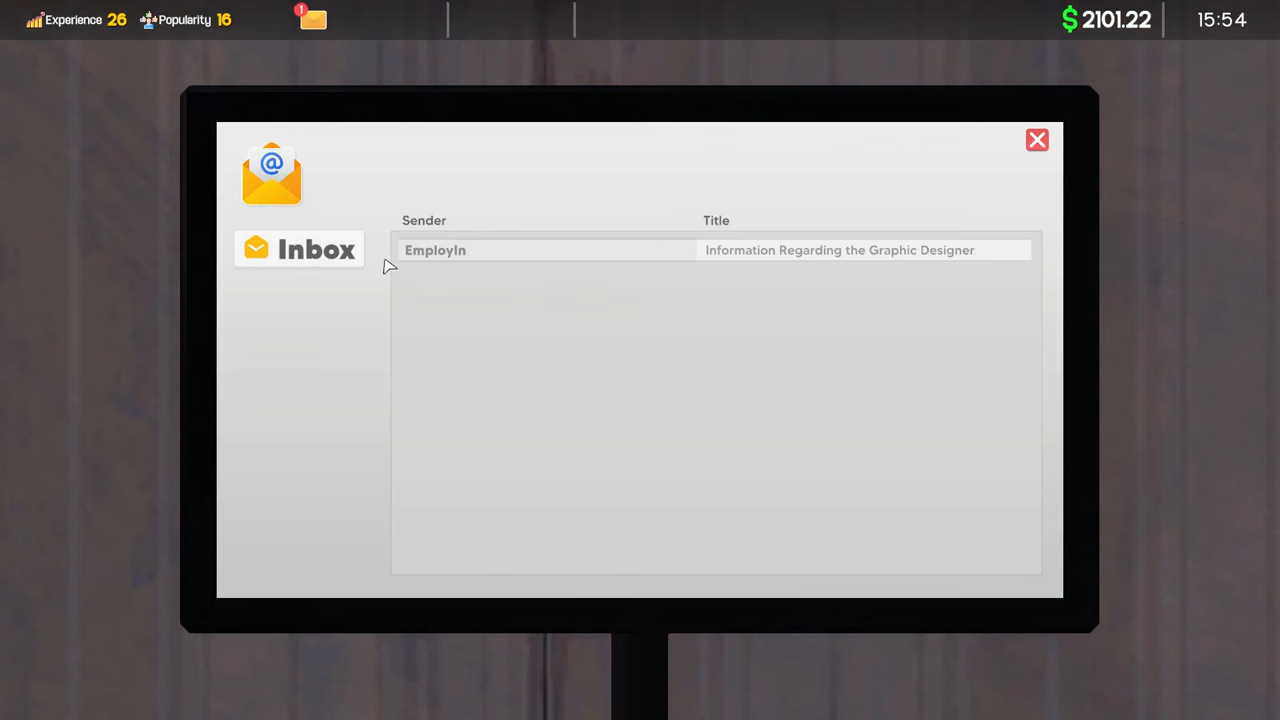 Experience 26 Popularity 16 1 $ 2101.22 15:54
@
Sender Title
Inbox EmployIn Information Regarding the Graphic Designer